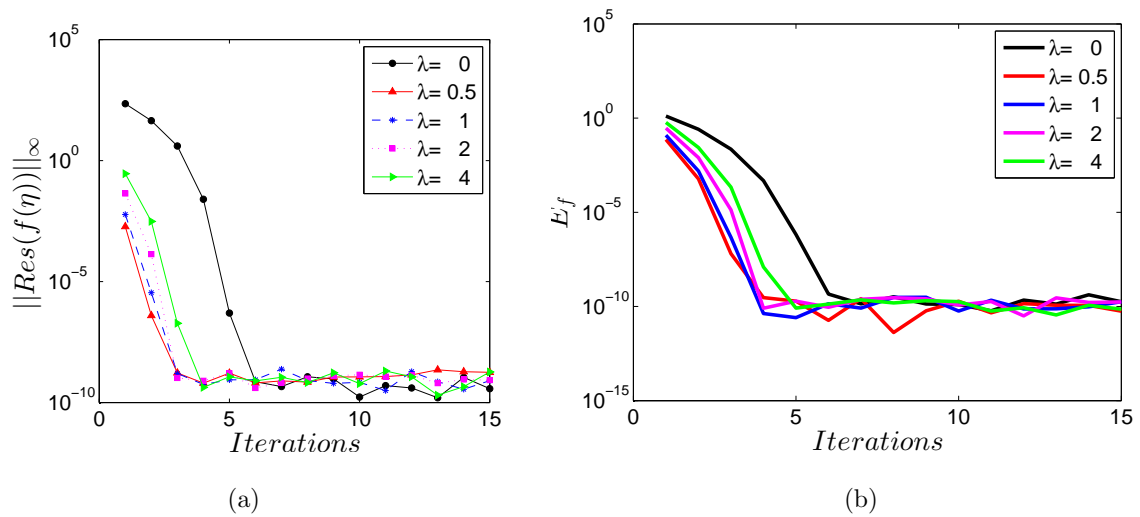 10^5
10^0
10^-5
10^-10
||Res(f(η))||∞
0
5
10
15
Iterations
λ= 0
λ= 0.5
λ= 1
λ= 2
λ= 4
(a)
10^5
10^0
10^-5
10^-10
10^-15
E_f
0
5
10
15
Iterations
λ= 0
λ= 0.5
λ= 1
λ= 2
λ= 4
(b)